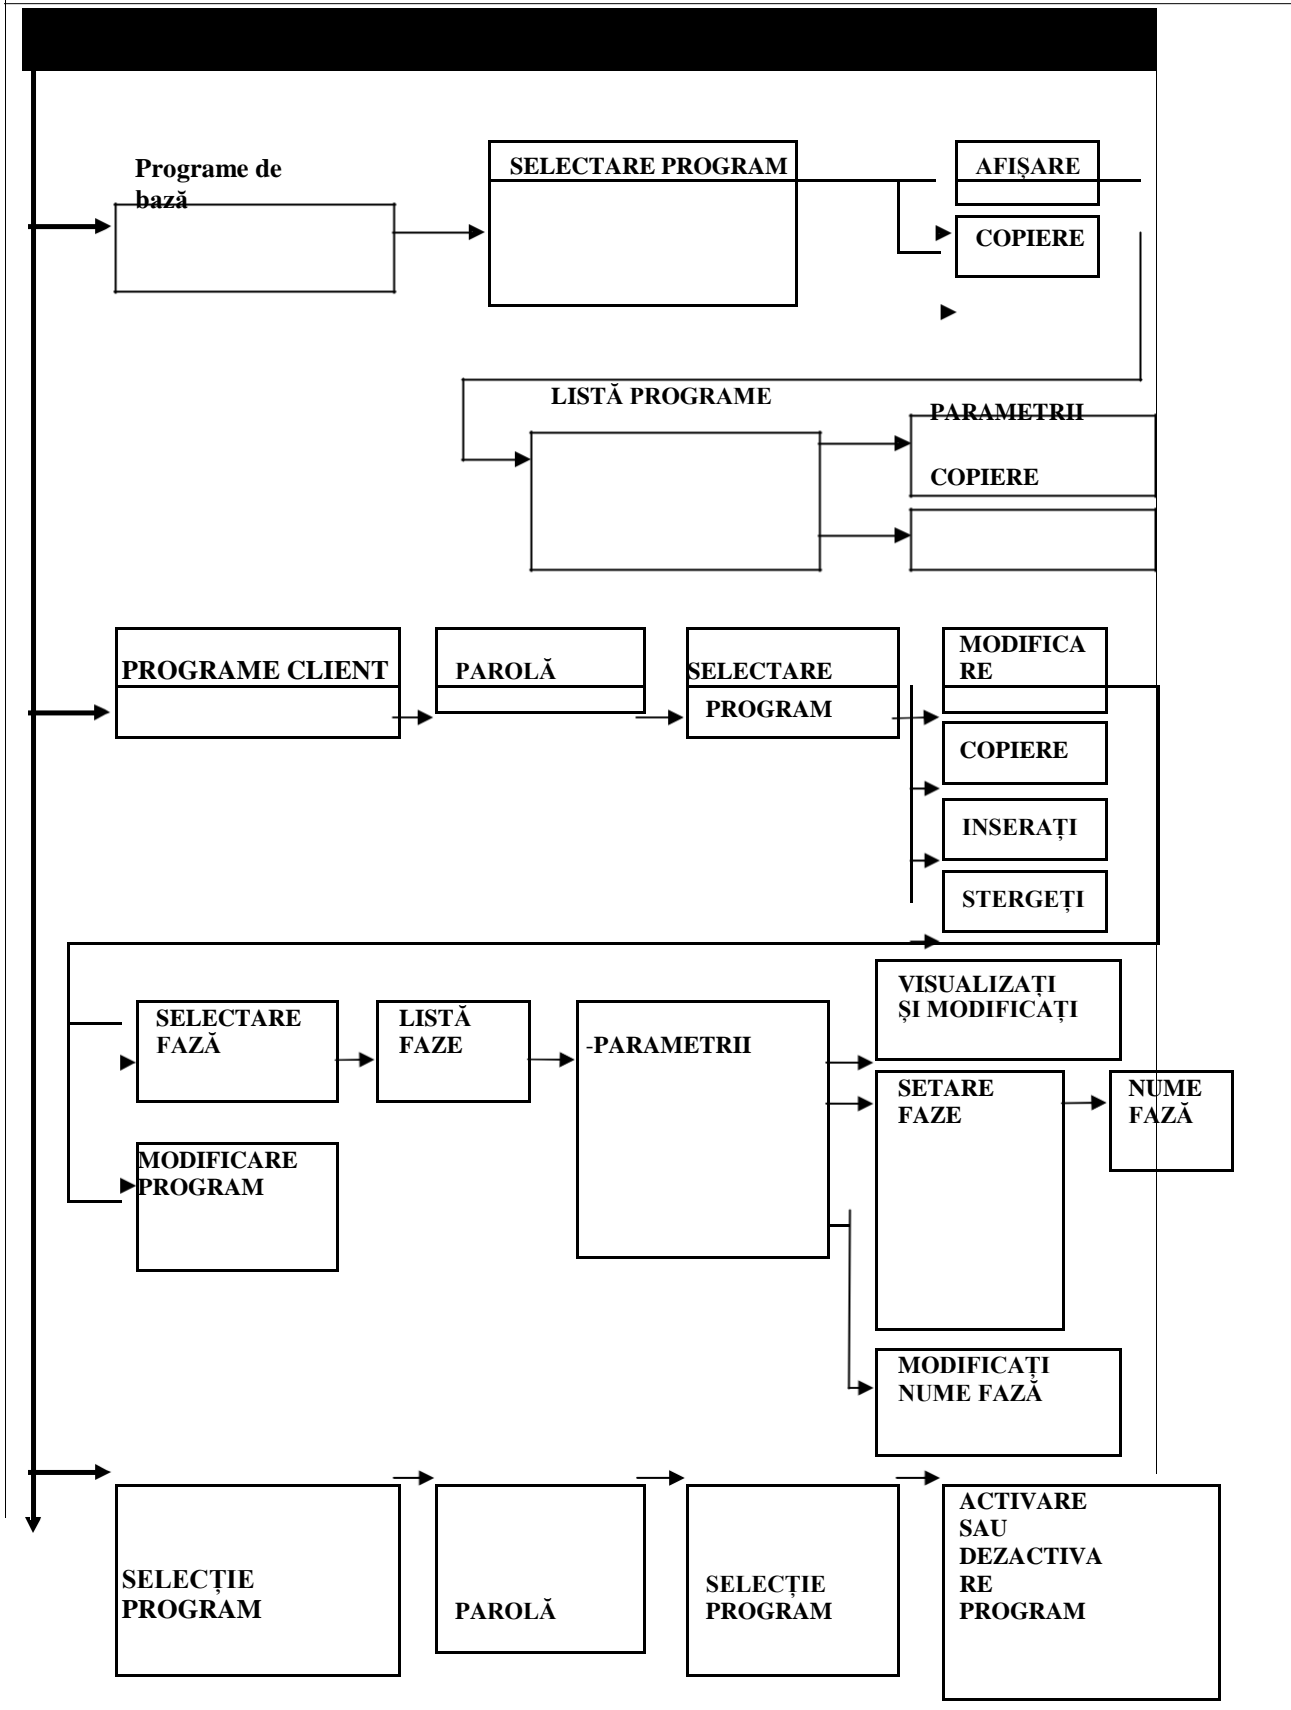 Programe de
bază
SELECTARE PROGRAM
AFIȘARE
COPIERE
LISTĂ PROGRAME
PARAMETRII
COPIERE
PROGRAME CLIENT
PAROLĂ
SELECTARE
PROGRAM
MODIFICA
RE
COPIERE
INSERAȚI
STERGEȚI
SELECTARE
FAZĂ
LISTĂ
FAZE
-PARAMETRII
VISUALIZAȚI
ȘI MODIFICAȚI
SETARE
FAZE
NUME
FAZĂ
MODIFICARE
PROGRAM
MODIFICAȚI
NUME FAZĂ
SELECȚIE
PROGRAM
PAROLĂ
SELECȚIE
PROGRAM
ACTIVARE
SAU
DEZACTIVA
RE
PROGRAM